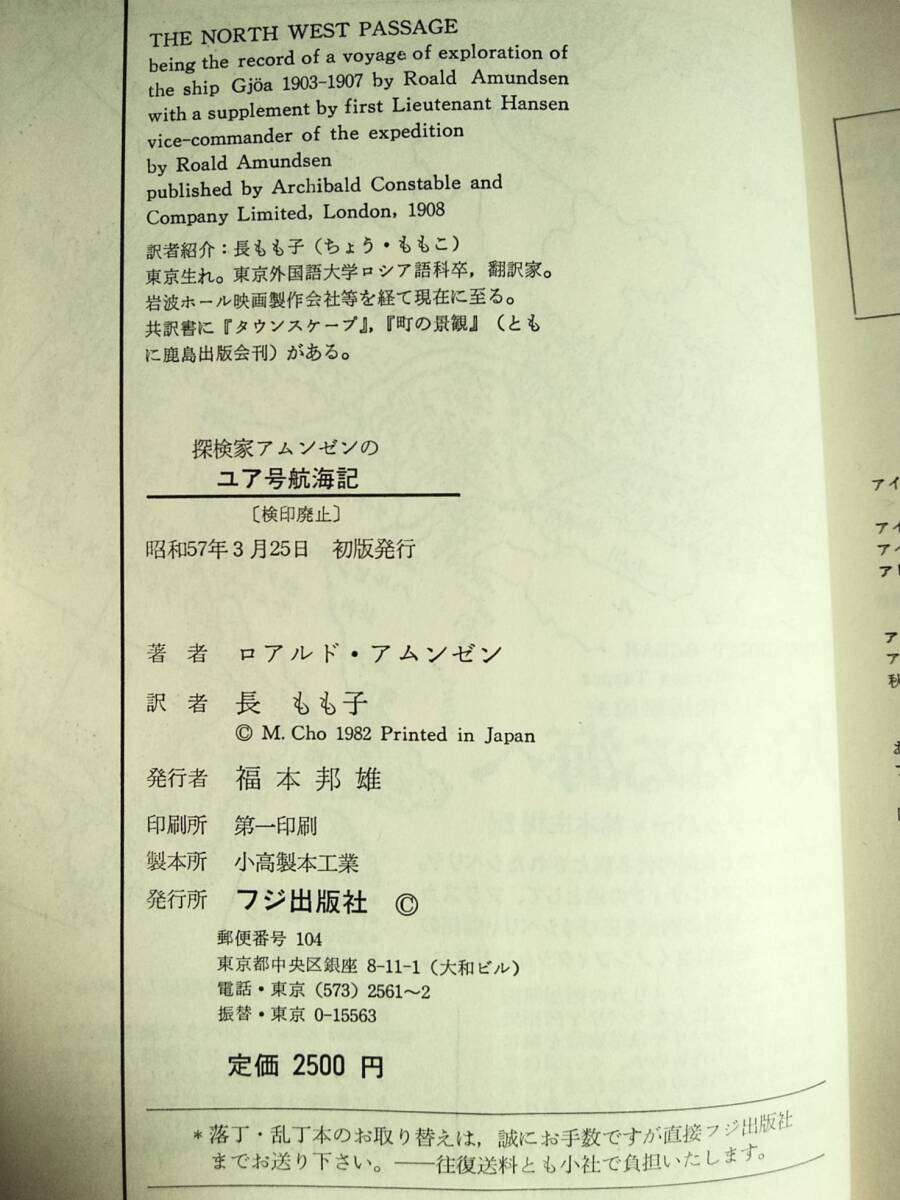 THE NORTH WEST PASSAGE
being the record of a voyage of exploration of
the ship Gjöa 1903-1907 by Roald Amundsen
with a supplement by first Lieutenant Hansen
vice-commander of the expedition
by Roald Amundsen
published by Archibald Constable and
Company Limited, London, 1908
訳者紹介：長もも子（ちょう・ももこ）
東京生れ。東京外国語大学ロシア語科卒，翻訳家。
岩波ホール映画製作会社等を経て現在に至る。
共訳書に『タウンスケープ』，『町の景観』（とも
に鹿島出版会刊）がある。
探検家アムンゼンの
ユア号航海記
〔検印廃止〕
昭和57年3月25日 初版発行
著者 ロアルド・アムンゼン
訳者 長 もも子
© M. Cho 1982 Printed in Japan
発行者 福本邦雄
印刷所 第一印刷
製本所 小高製本工業
発行所 フジ出版社 ©
郵便番号 104
東京都中央区銀座 8-11-1（大和ビル）
電話・東京 (573) 2561〜2
振替・東京 0-15563
定価 2500 円
*落丁・乱丁本のお取り替えは，誠にお手数ですが直接フジ出版社
までお送り下さい。——往復送料とも小社で負担いたします。